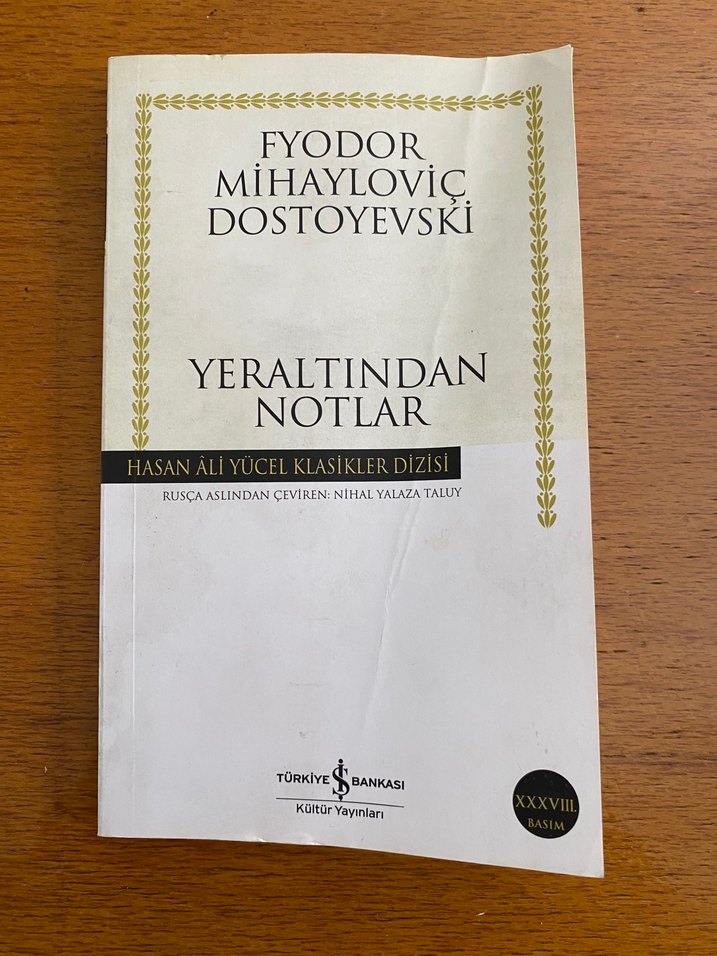 FYODOR
MİHAYLOVİÇ
DOSTOYEVSKİ
YERALTINDAN
NOTLAR
HASAN ÂLİ YÜCEL KLASİKLER DİZİSİ
RUSÇA ASLINDAN ÇEVİREN: NİHAL YALAZA TALUY
TÜRKİYE İŞ BANKASI
Kültür Yayınları
XXXVIII.
BASIM